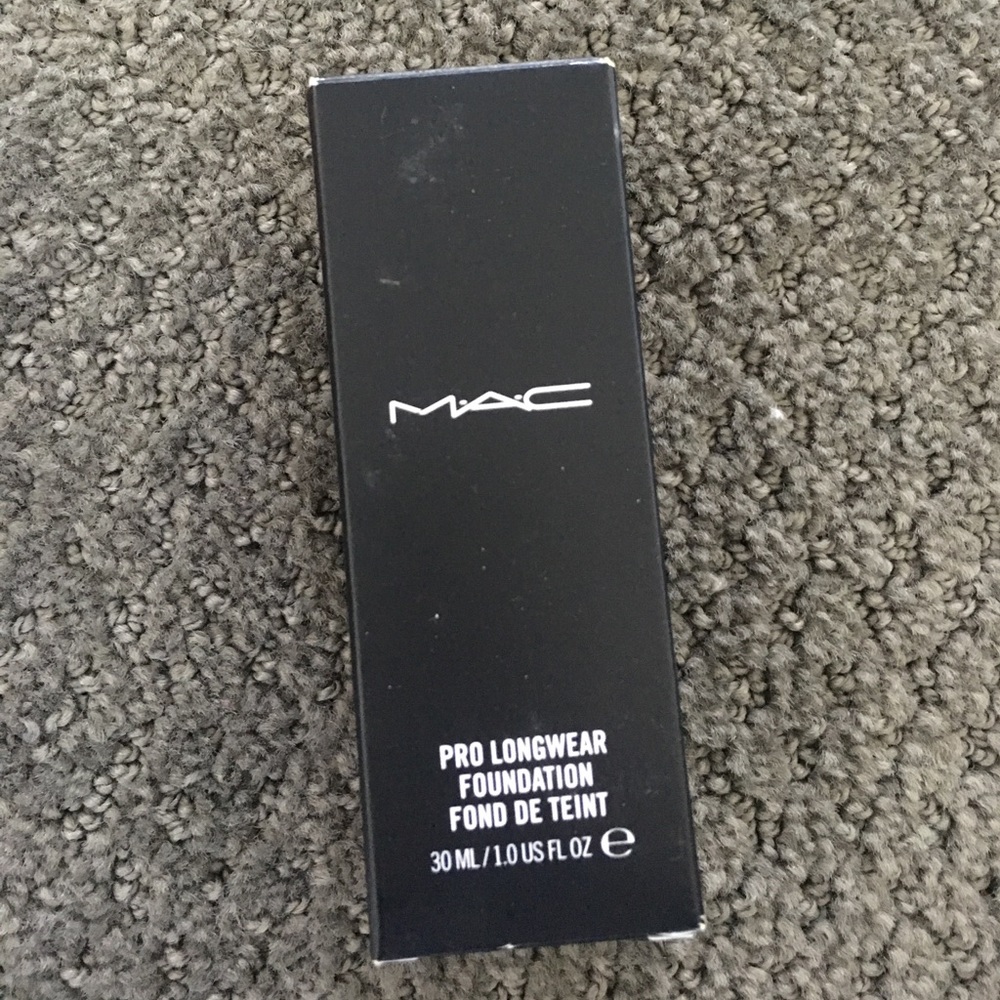 M·A·C
PRO LONGWEAR
FOUNDATION
FOND DE TEINT
30 ML / 1.0 US FL OZ e